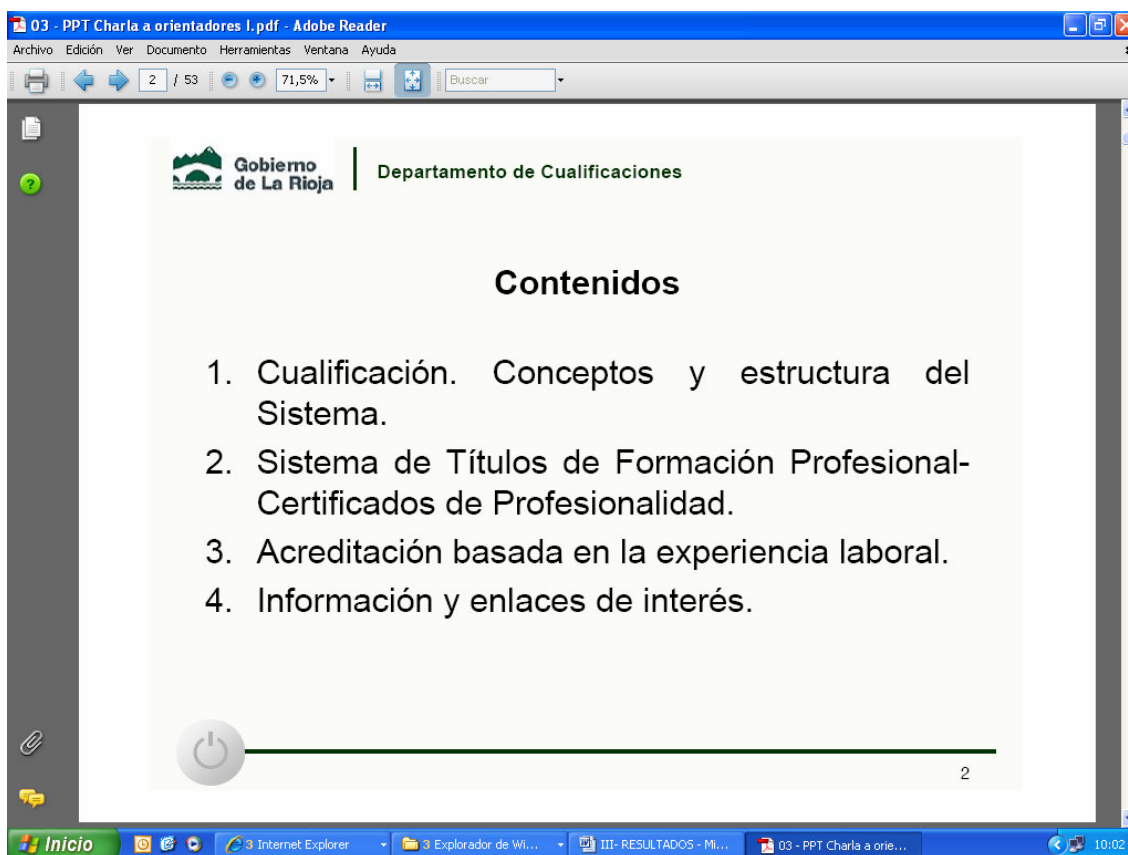 03 - PPT Charla a orientadores I.pdf - Adobe Reader
Archivo Edición Ver Documento Herramientas Ventana Ayuda
2 / 53 71,5% Buscar
Gobierno
de La Rioja
Departamento de Cualificaciones
Contenidos
1. Cualificación. Conceptos y estructura del
Sistema.
2. Sistema de Títulos de Formación Profesional-
Certificados de Profesionalidad.
3. Acreditación basada en la experiencia laboral.
4. Información y enlaces de interés.
2
Inicio 3 Internet Explorer 3 Explorador de Wi... III- RESULTADOS - Mi... 03 - PPT Charla a orie... 10:02